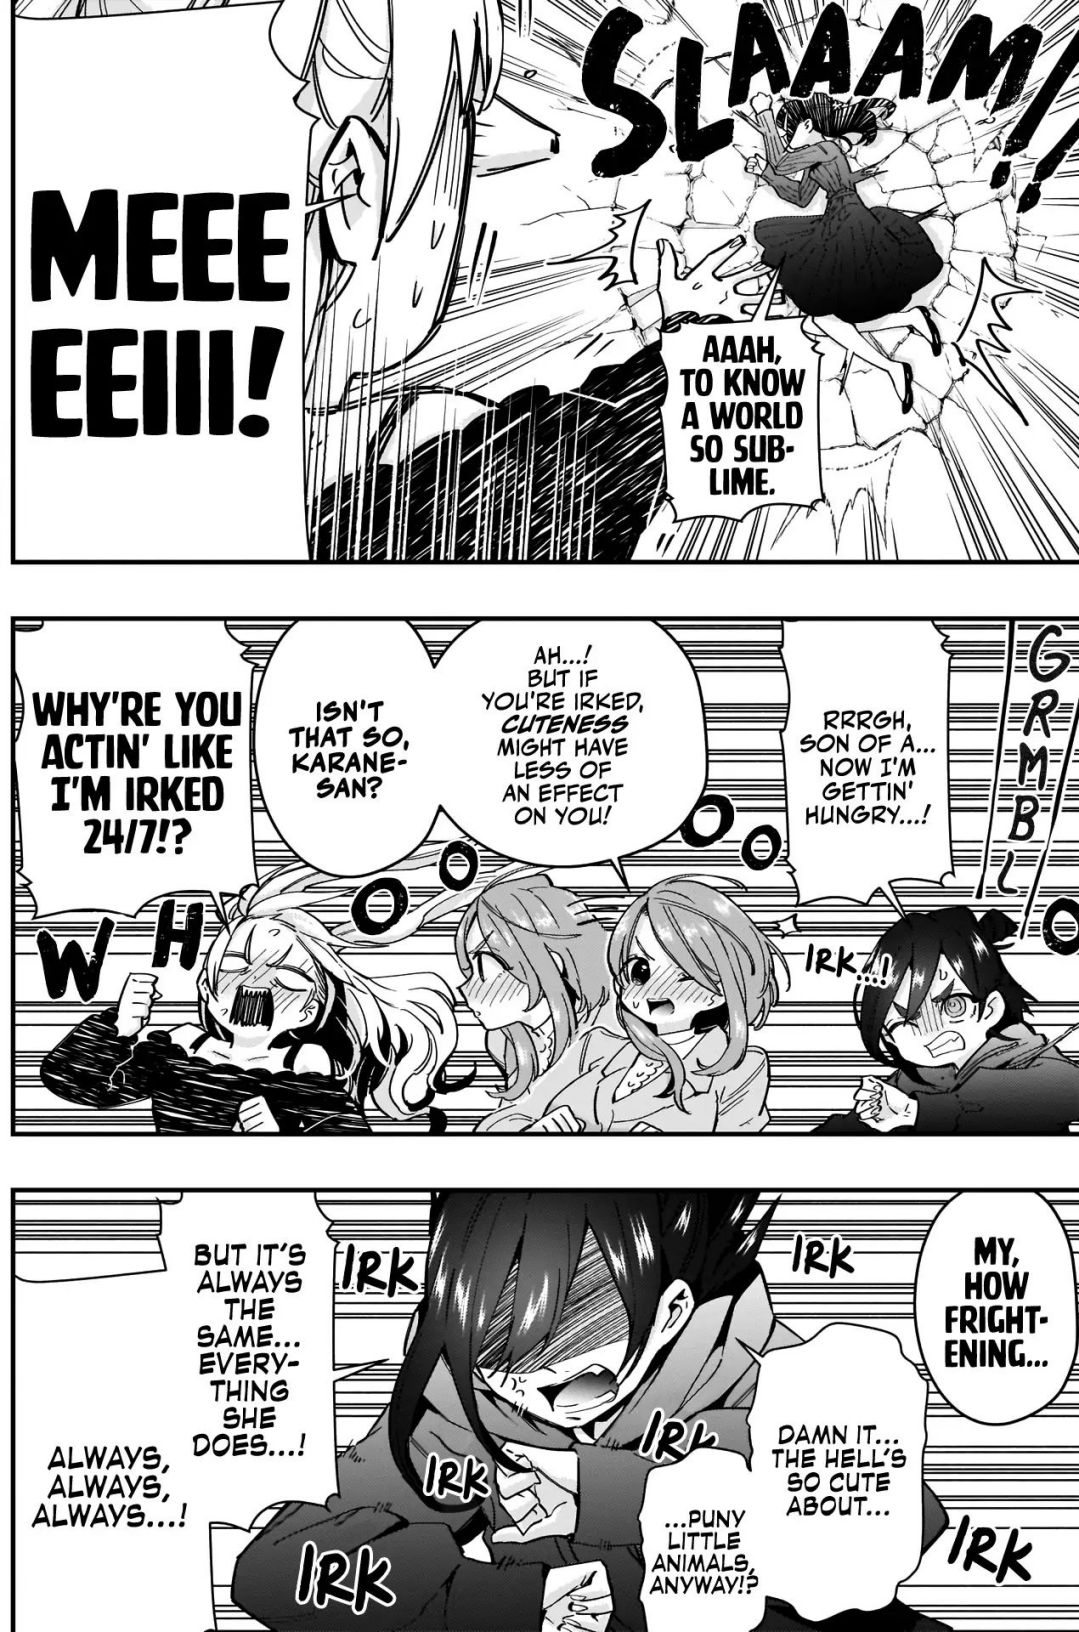 SLAAAM!!
AAAH,
TO KNOW
A WORLD
SO SUB-
LIME.
MEEE
EEIII!
GRMBL
RRRGH,
SON OF A...
NOW I'M
GETTIN'
HUNGRY...!
IRK...!
AH...!
BUT IF
YOU'RE IRKED,
CUTENESS
MIGHT HAVE
LESS OF
AN EFFECT
ON YOU!
ISN'T
THAT SO,
KARANE-
SAN?
WHY'RE YOU
ACTIN' LIKE
I'M IRKED
24/7!?
WHOOOOO
MY,
HOW
FRIGHT-
ENING...
IRK
DAMN IT...
THE HELL'S
SO CUTE
ABOUT...
...PUNY
LITTLE
ANIMALS,
ANYWAY!?
IRK
IRK
IRK
IRK
IRK
BUT IT'S
ALWAYS
THE
SAME...
EVERY-
THING
SHE
DOES...!
ALWAYS,
ALWAYS,
ALWAYS...!